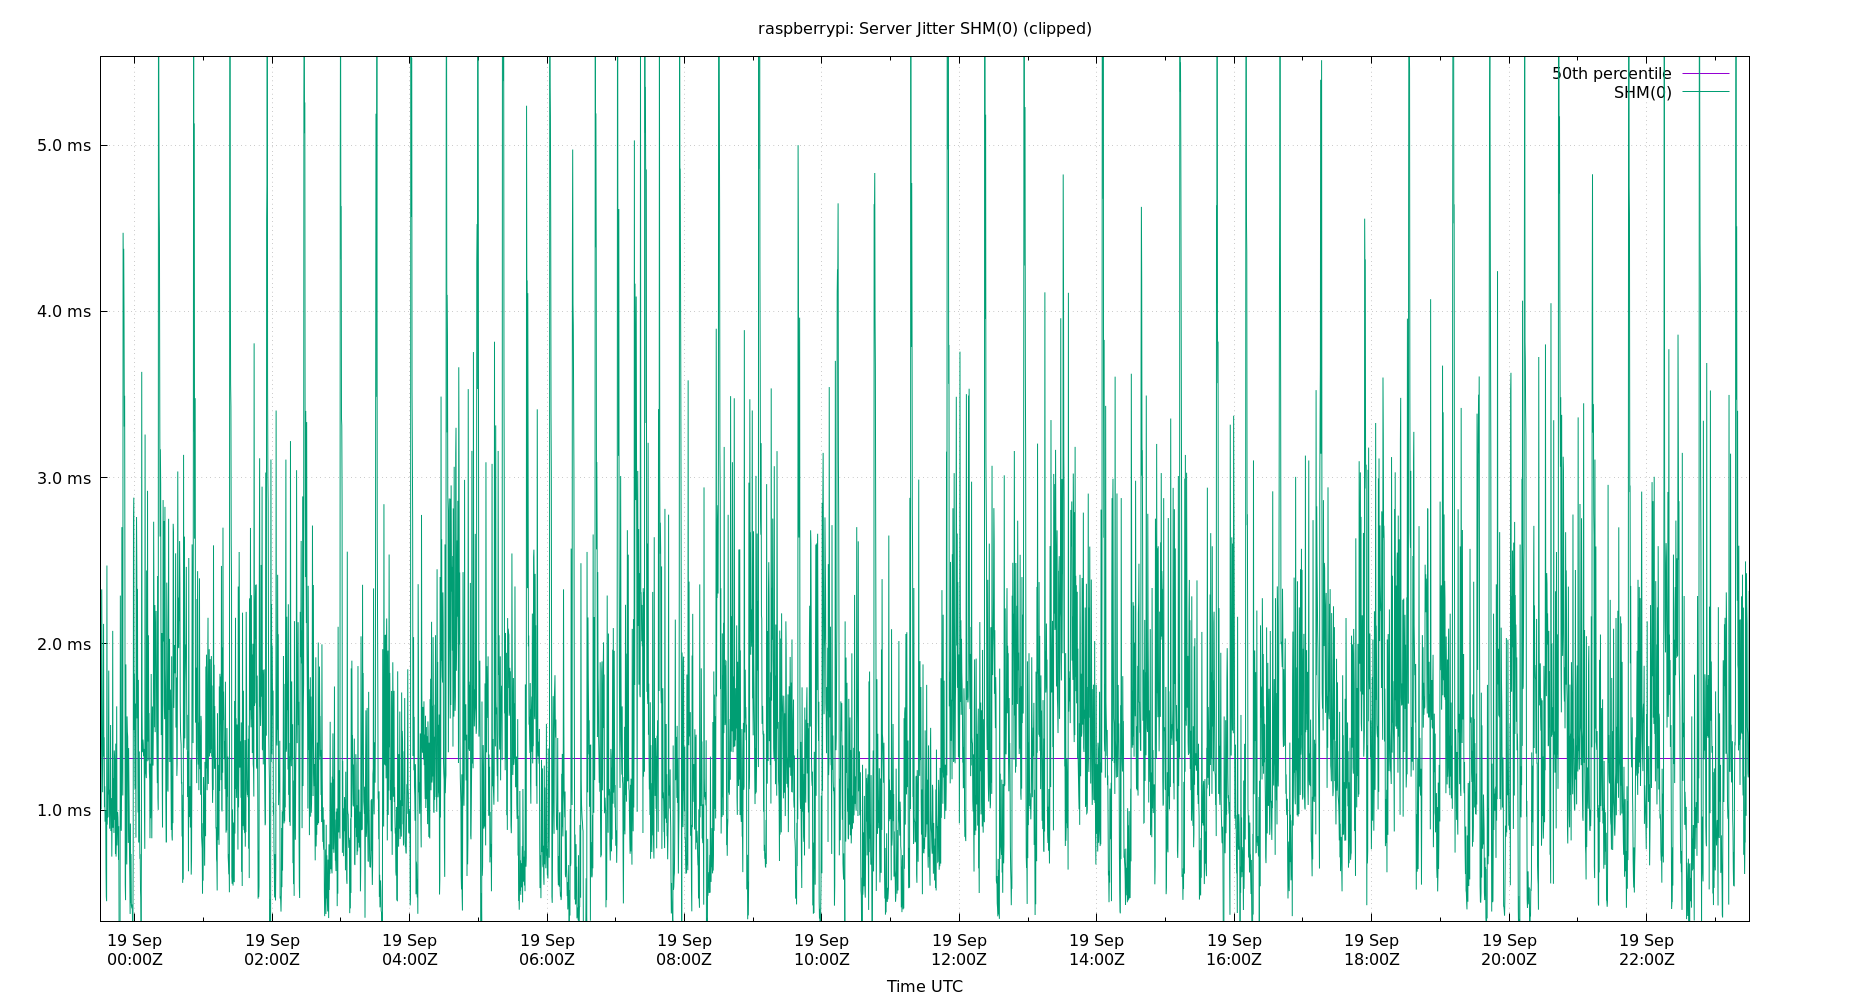 raspberrypi: Server Jitter SHM(0) (clipped)
50th percentile
SHM(0)
5.0 ms
4.0 ms
3.0 ms
2.0 ms
1.0 ms
19 Sep 19 Sep 19 Sep 19 Sep 19 Sep 19 Sep 19 Sep 19 Sep 19 Sep 19 Sep 19 Sep 19 Sep
00:00Z 02:00Z 04:00Z 06:00Z 08:00Z 10:00Z 12:00Z 14:00Z 16:00Z 18:00Z 20:00Z 22:00Z
Time UTC